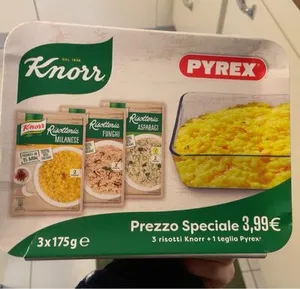 Knorr
PYREX®
Knorr
Risotteria
MILANESE
Risotteria
FUNGHI
Risotteria
ASPARAGI
3x175g e
Prezzo Speciale 3,99€
3 risotti Knorr + 1 teglia Pyrex®